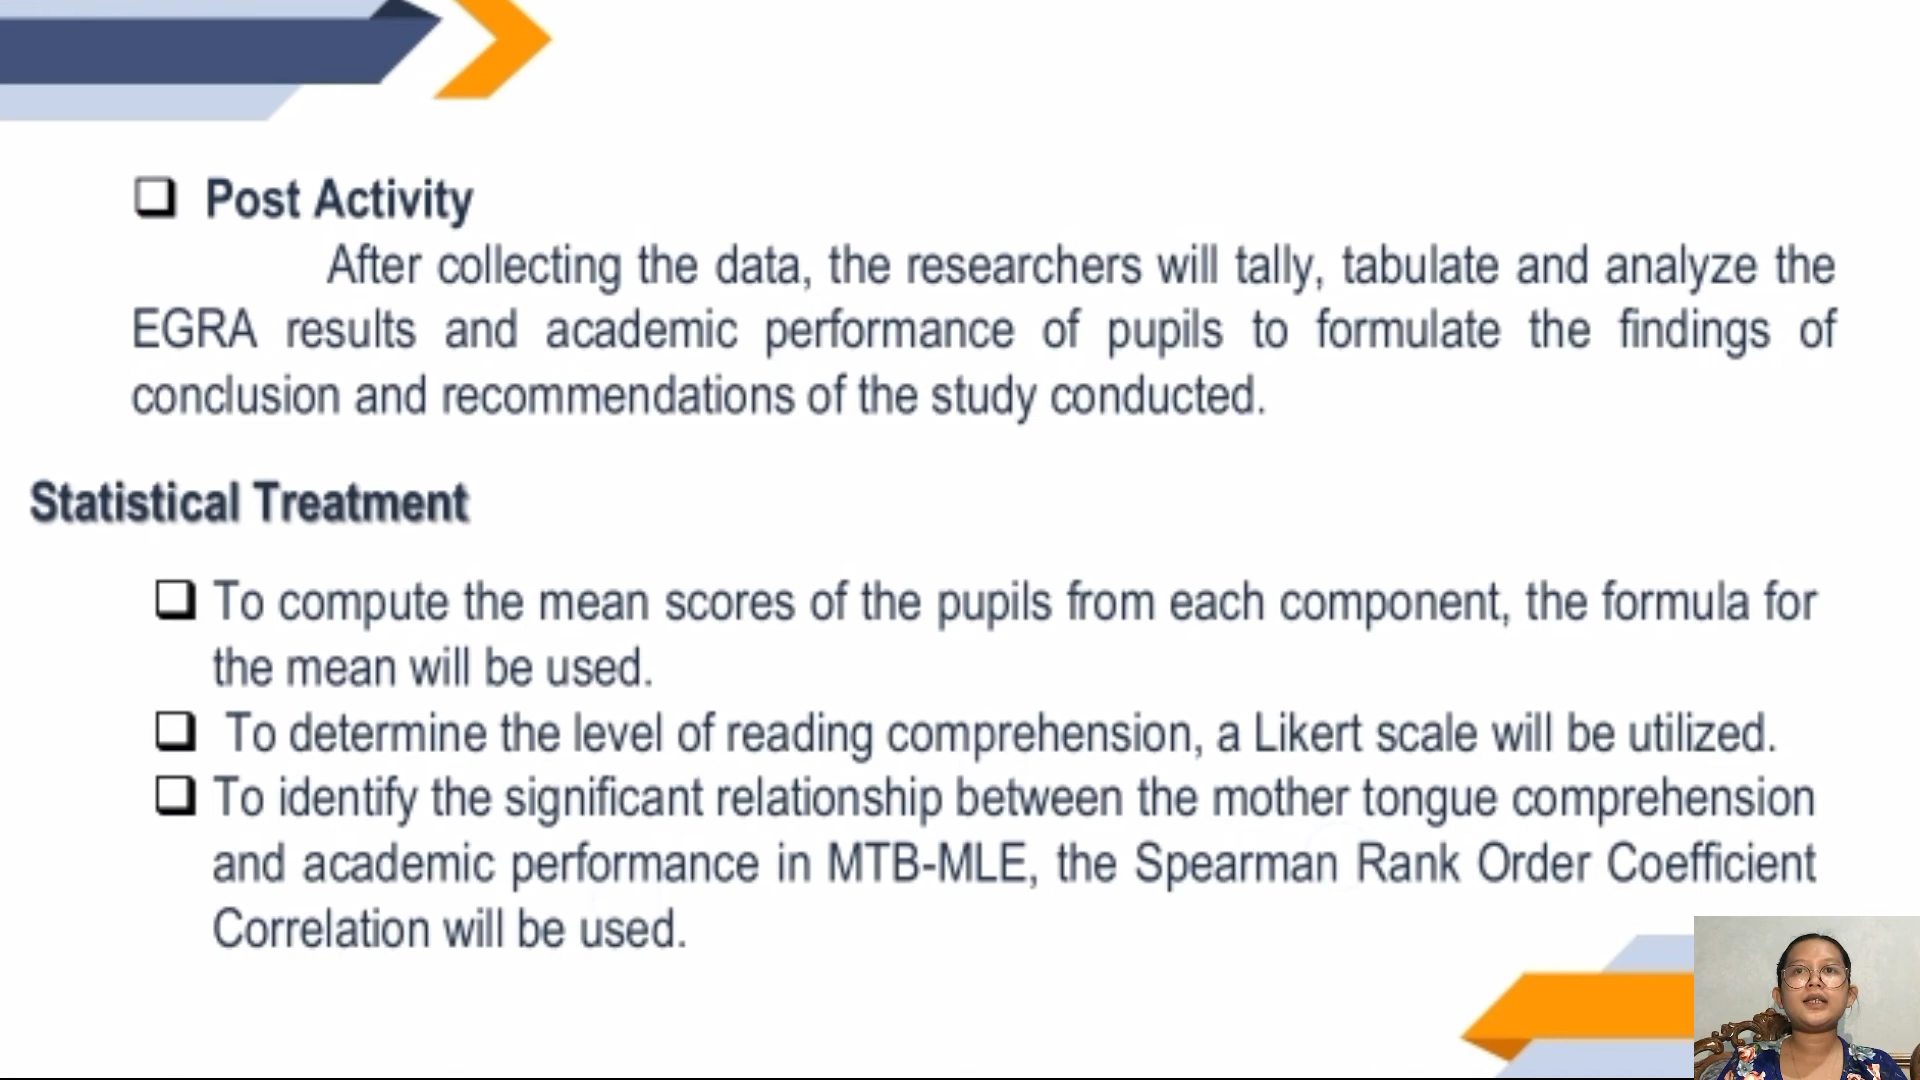 Post Activity
After collecting the data, the researchers will tally, tabulate and analyze the
EGRA results and academic performance of pupils to formulate the findings of
conclusion and recommendations of the study conducted.
Statistical Treatment
To compute the mean scores of the pupils from each component, the formula for
the mean will be used.
To determine the level of reading comprehension, a Likert scale will be utilized.
To identify the significant relationship between the mother tongue comprehension
and academic performance in MTB-MLE, the Spearman Rank Order Coefficient
Correlation will be used.